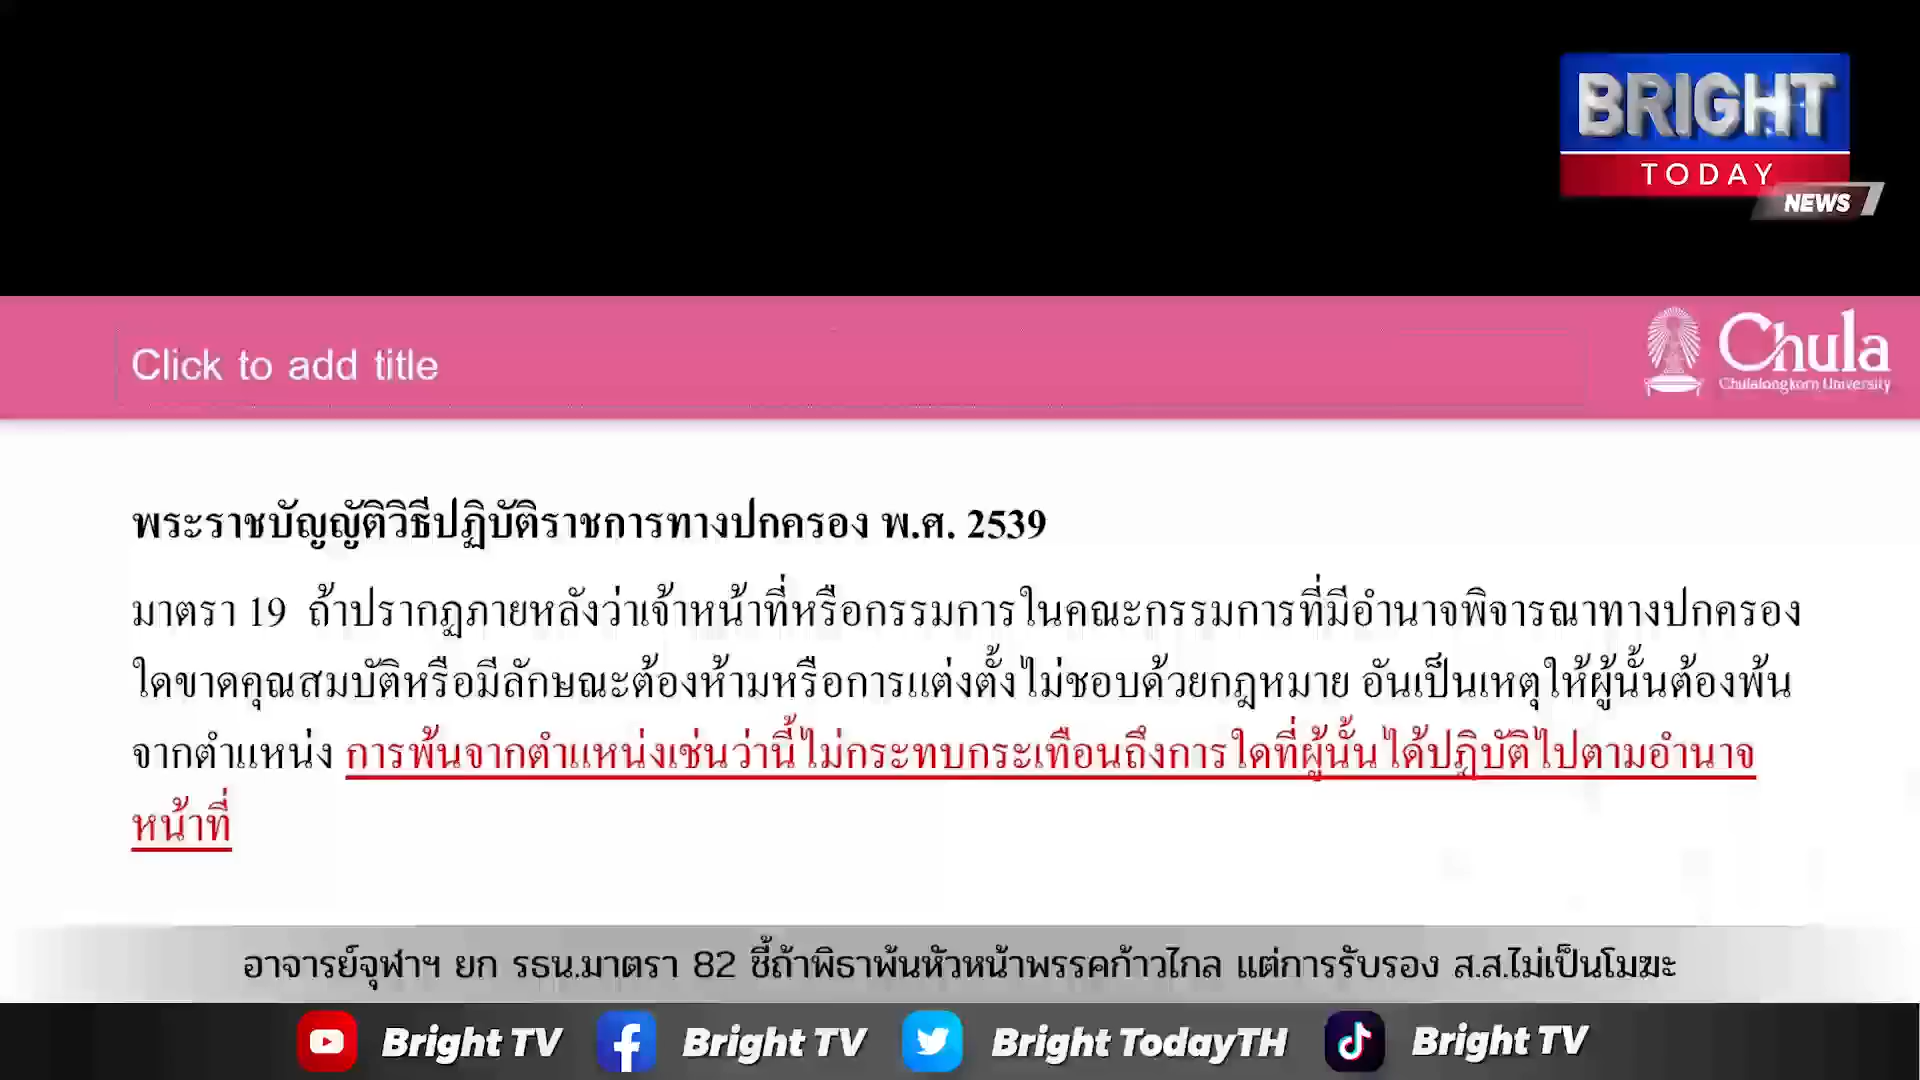 BRIGHT
TODAY
NEWS
Click to add title
Chula
Chulalongkorn University
พระราชบัญญัติวิธีปฏิบัติราชการทางปกครอง พ.ศ. 2539
มาตรา 19 ถ้าปรากฏภายหลังว่าเจ้าหน้าที่หรือกรรมการในคณะกรรมการที่มีอำนาจพิจารณาทางปกครอง
ใดขาดคุณสมบัติหรือมีลักษณะต้องห้ามหรือการแต่งตั้งไม่ชอบด้วยกฎหมาย อันเป็นเหตุให้ผู้นั้นต้องพ้น
จากตำแหน่ง การพ้นจากตำแหน่งเช่นว่านี้ไม่กระทบกระเทือนถึงการใดที่ผู้นั้นได้ปฏิบัติไปตามอำนาจ
หน้าที่
อาจารย์จุฬาฯ ยก รธน.มาตรา 82 ชี้ถ้าพิธาพ้นหัวหน้าพรรคก้าวไกล แต่การรับรอง ส.ส.ไม่เป็นโมฆะ
Bright TV Bright TV Bright TodayTH Bright TV